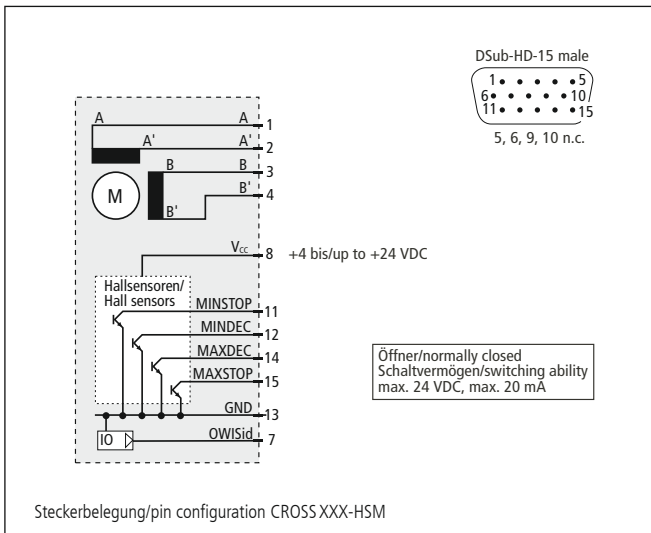 DSub-HD-15 male
1 5
6 10
11 15
5, 6, 9, 10 n.c.
A A 1
A' A' 2
B B 3
M
B' 4
B'
Vcc 8 +4 bis/up to +24 VDC
Hallsensoren/
Hall sensors
MINSTOP 11
MINDEC 12
MAXDEC 14
MAXSTOP 15
Öffner/normally closed
Schaltvermögen/switching ability
max. 24 VDC, max. 20 mA
GND 13
IO OWISid 7
Steckerbelegung/pin configuration CROSS XXX-HSM